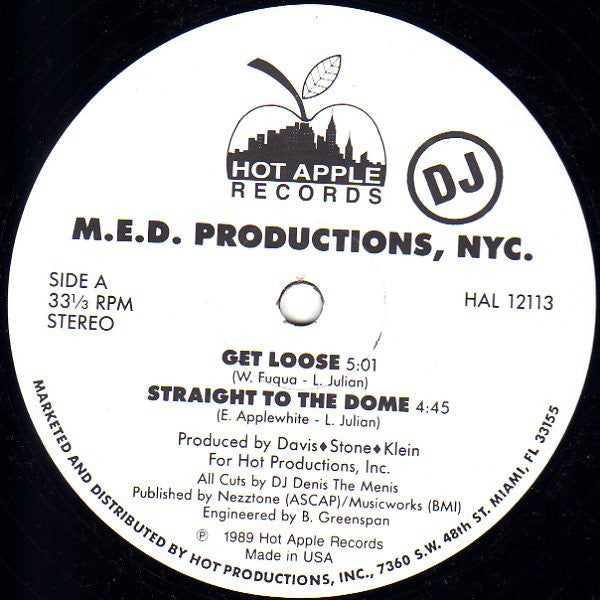 HOT APPLE
RECORDS
DJ
M.E.D. PRODUCTIONS, NYC.
SIDE A
33⅓ RPM
STEREO
HAL 12113
GET LOOSE 5:01
(W. Fuqua - L. Julian)
STRAIGHT TO THE DOME 4:45
(E. Applewhite - L. Julian)
Produced by Davis♦Stone♦Klein
For Hot Productions, Inc.
All Cuts by DJ Denis The Menis
Published by Nezztone (ASCAP)/Musicworks (BMI)
Engineered by B. Greenspan
℗ 1989 Hot Apple Records
Made in USA
MARKETED AND DISTRIBUTED BY HOT PRODUCTIONS, INC., 7360 S.W. 48th ST. MIAMI, FL 33155